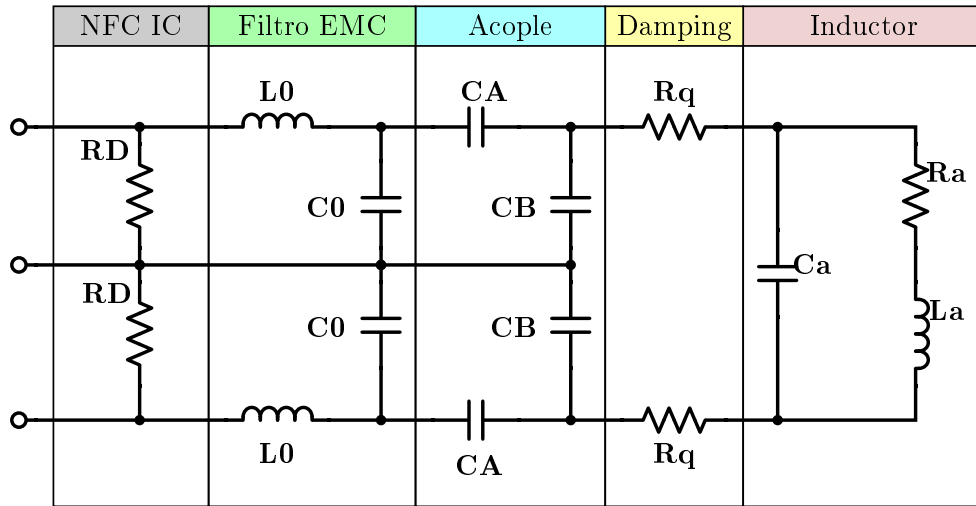 NFC IC Filtro EMC Acople Damping Inductor
L0 CA Rq
RD Ra
C0 CB
Ca
RD La
C0 CB
L0 CA Rq